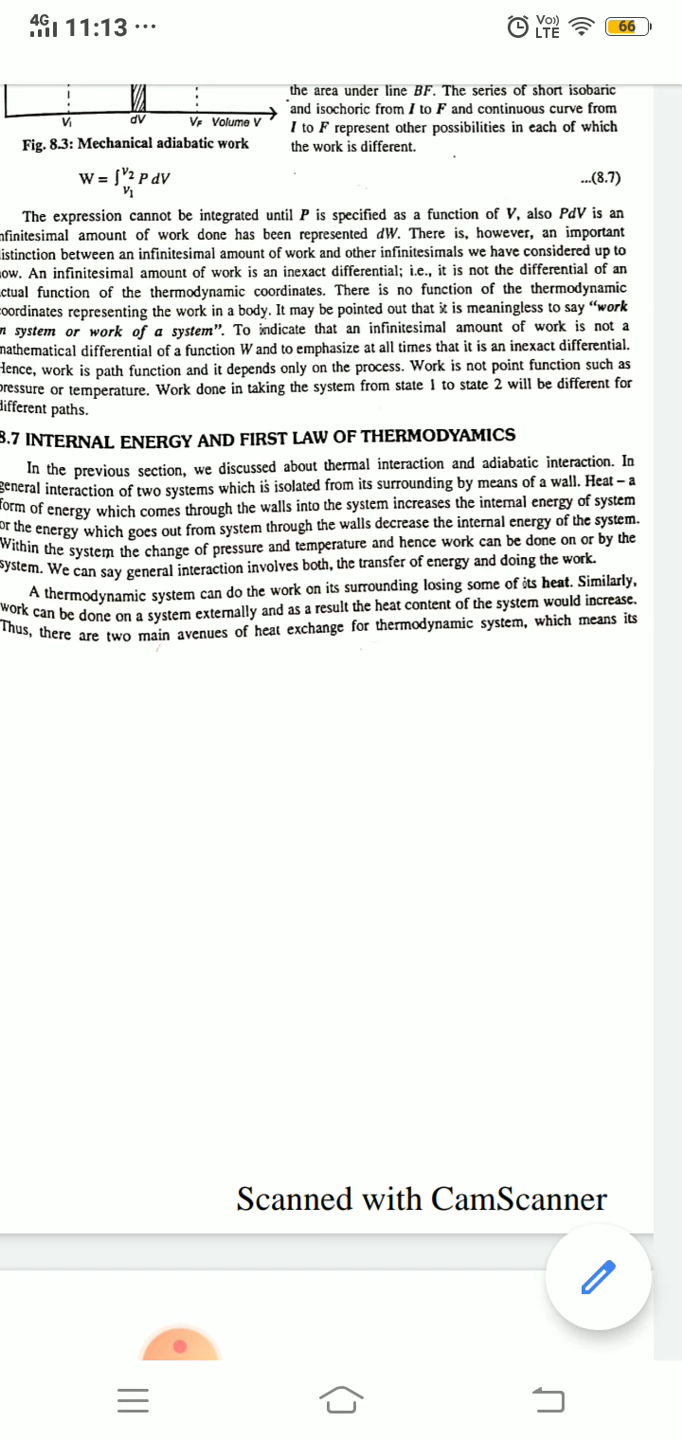 4G 11:13 ··· Vo)) LTE 66
the area under line BF. The series of short isobaric
and isochoric from I to F and continuous curve from
I to F represent other possibilities in each of which
the work is different.
Vi dV VF Volume V
Fig. 8.3: Mechanical adiabatic work
W = ∫V2 V1 P dV ...(8.7)
The expression cannot be integrated until P is specified as a function of V, also PdV is an
nfinitesimal amount of work done has been represented dW. There is, however, an important
istinction between an infinitesimal amount of work and other infinitesimals we have considered up to
ow. An infinitesimal amount of work is an inexact differential; i.e., it is not the differential of an
ctual function of the thermodynamic coordinates. There is no function of the thermodynamic
coordinates representing the work in a body. It may be pointed out that it is meaningless to say “work
n system or work of a system”. To indicate that an infinitesimal amount of work is not a
mathematical differential of a function W and to emphasize at all times that it is an inexact differential.
Hence, work is path function and it depends only on the process. Work is not point function such as
pressure or temperature. Work done in taking the system from state 1 to state 2 will be different for
different paths.
8.7 INTERNAL ENERGY AND FIRST LAW OF THERMODYAMICS
In the previous section, we discussed about thermal interaction and adiabatic interaction. In
general interaction of two systems which is isolated from its surrounding by means of a wall. Heat – a
form of energy which comes through the walls into the system increases the internal energy of system
or the energy which goes out from system through the walls decrease the internal energy of the system.
Within the system the change of pressure and temperature and hence work can be done on or by the
system. We can say general interaction involves both, the transfer of energy and doing the work.
A thermodynamic system can do the work on its surrounding losing some of its heat. Similarly,
work can be done on a system externally and as a result the heat content of the system would increase.
Thus, there are two main avenues of heat exchange for thermodynamic system, which means its
Scanned with CamScanner